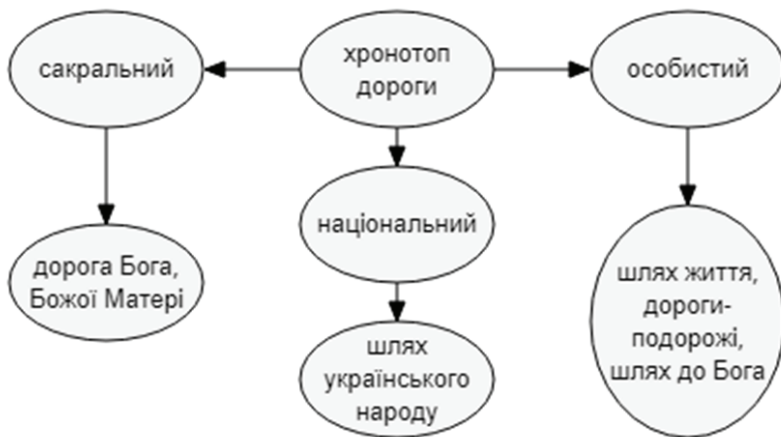 сакральний
хронотоп
дороги
особистий
національний
дорога Бога,
Божої Матері
шлях життя,
дороги-
подорожі,
шлях до Бога
шлях
українського
народу